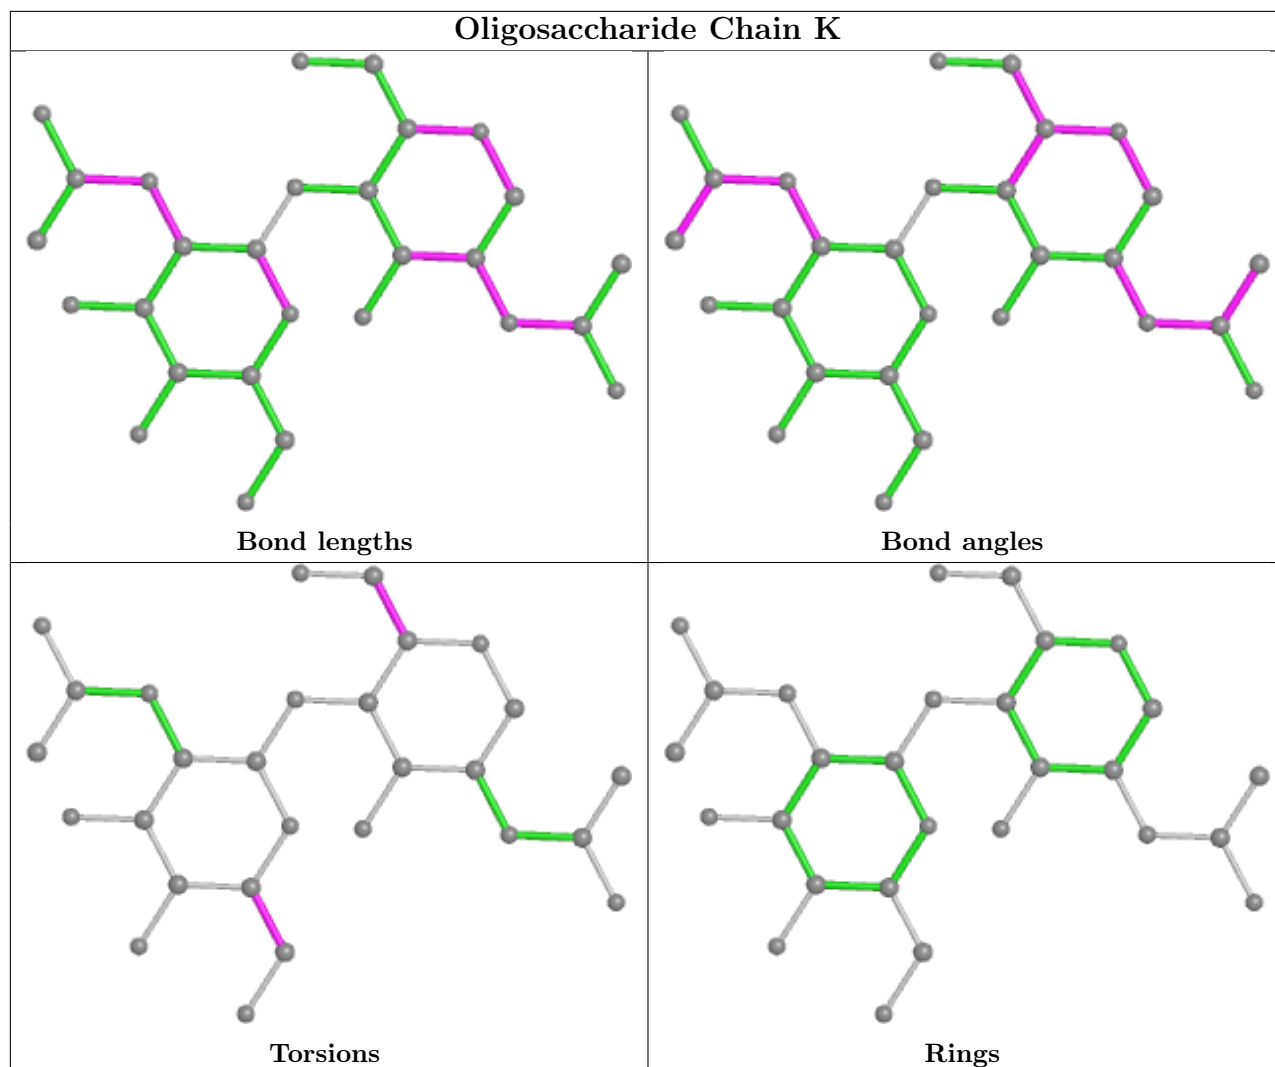 Oligosaccharide Chain K
Bond lengths
Bond angles
Torsions
Rings